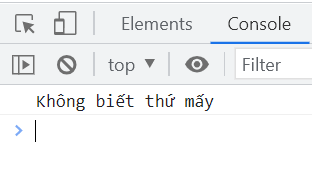 Elements Console
top ▼ Filter
Không biết thứ mấy
>